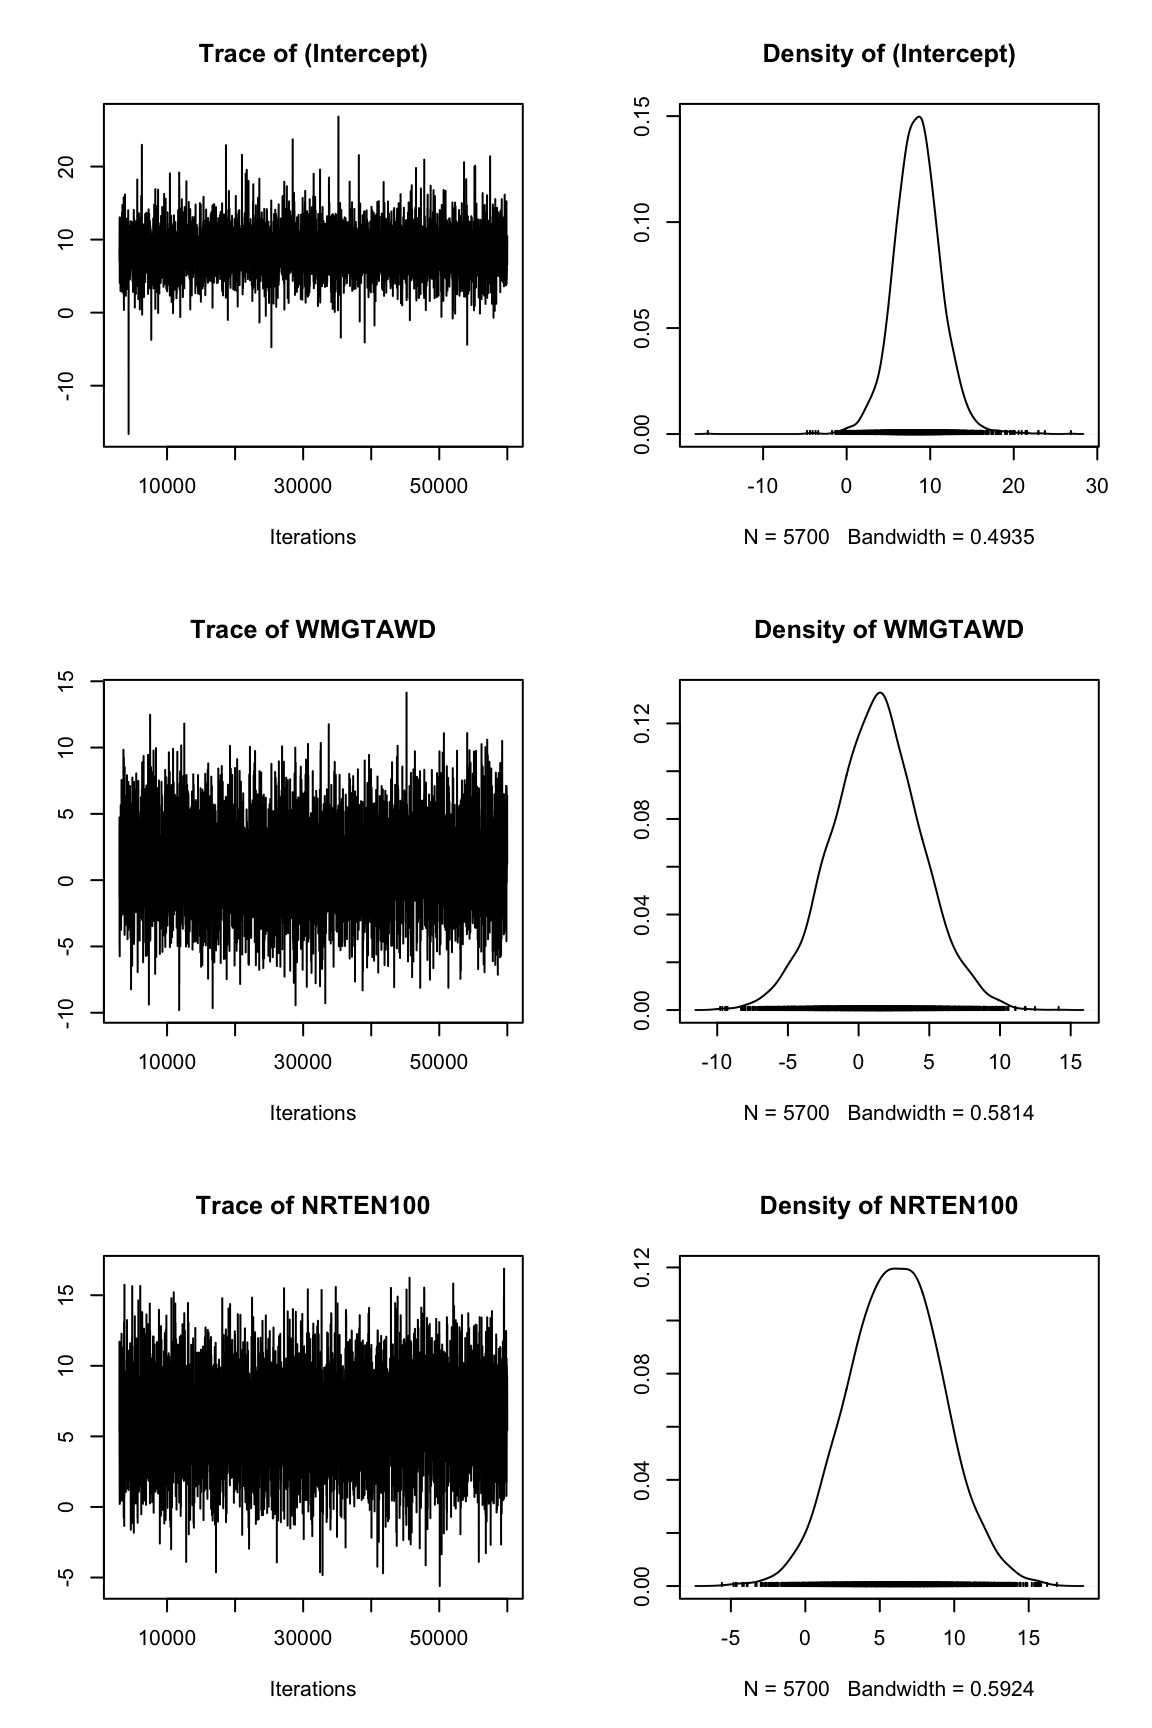 Trace of (Intercept)
20
10
0
-10
10000 30000 50000
Iterations
Density of (Intercept)
0.15
0.10
0.05
0.00
-10 0 10 20 30
N = 5700 Bandwidth = 0.4935
Trace of WMGTAWD
15
10
5
0
-5
-10
10000 30000 50000
Iterations
Density of WMGTAWD
0.12
0.08
0.04
0.00
-10 -5 0 5 10 15
N = 5700 Bandwidth = 0.5814
Trace of NRTEN100
15
10
5
0
-5
10000 30000 50000
Iterations
Density of NRTEN100
0.12
0.08
0.04
0.00
-5 0 5 10 15
N = 5700 Bandwidth = 0.5924